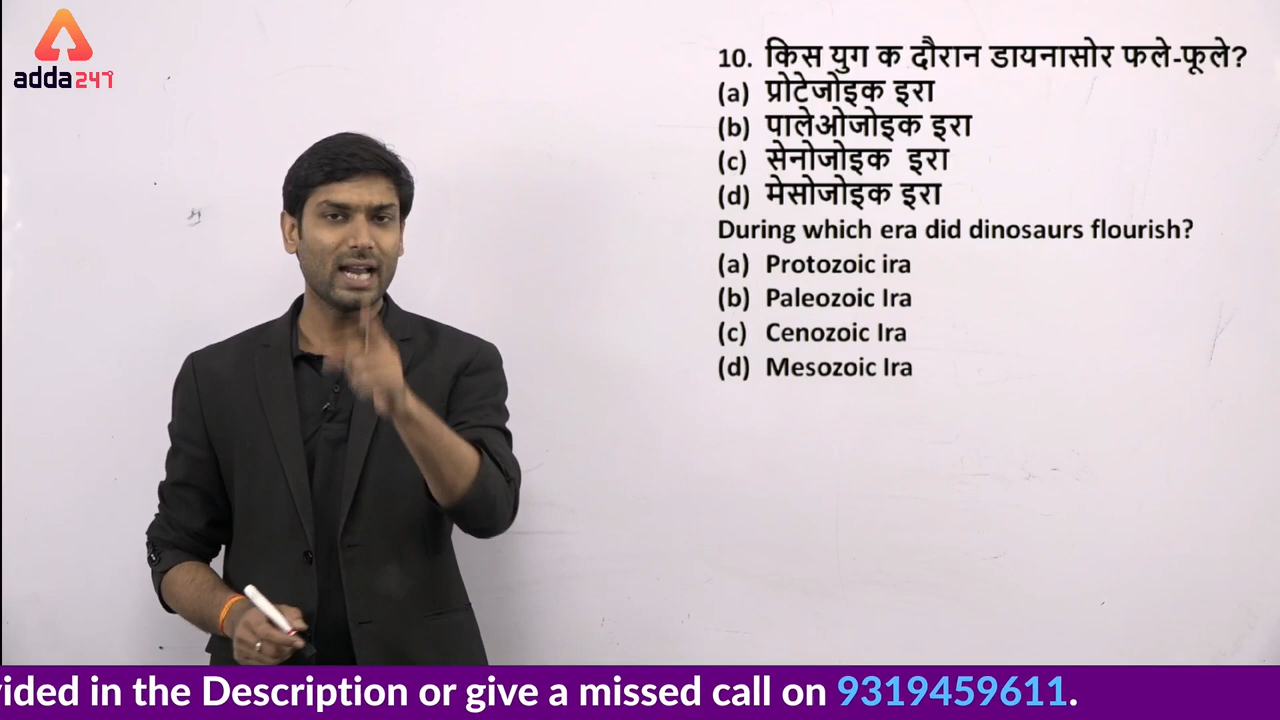 adda247
10. किस युग क दौरान डायनासोर फले-फूले?
(a) प्रोटेजोइक इरा
(b) पालेओजोइक इरा
(c) सेनोजोइक इरा
(d) मेसोजोइक इरा
During which era did dinosaurs flourish?
(a) Protozoic ira
(b) Paleozoic Ira
(c) Cenozoic Ira
(d) Mesozoic Ira
vided in the Description or give a missed call on 9319459611.